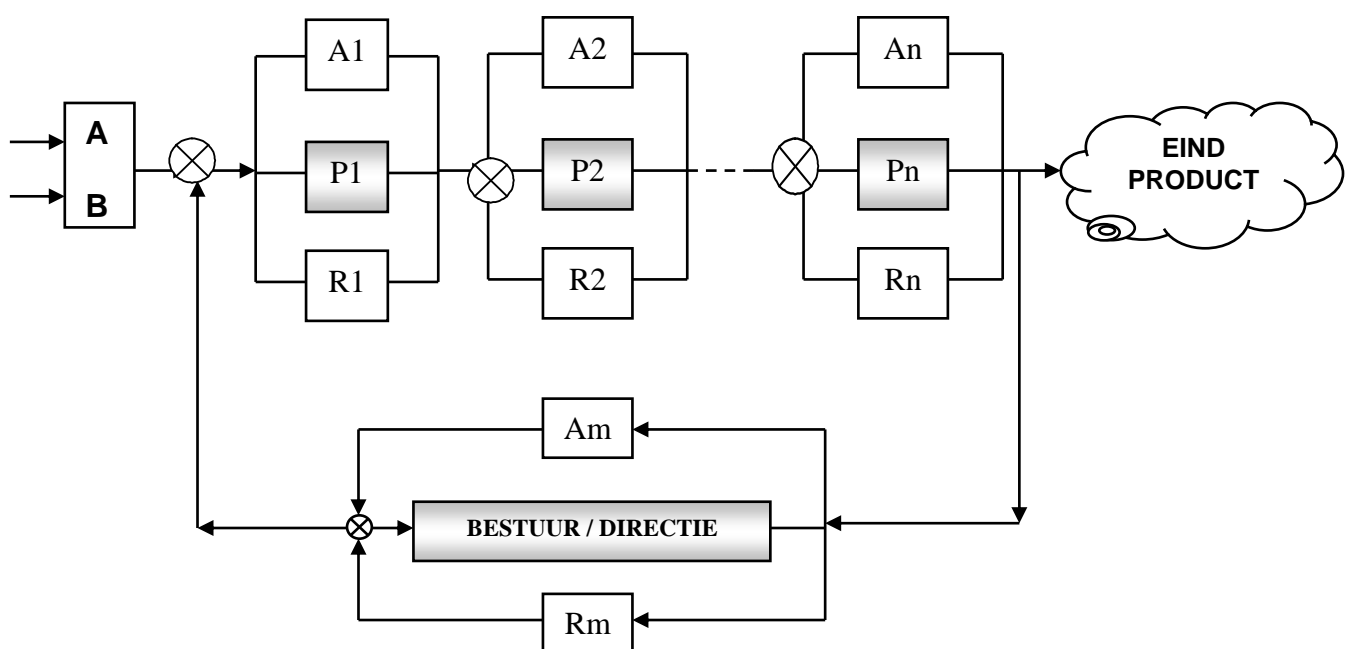 A1
A2
An
A
B
P1
P2
Pn
EIND
PRODUCT
R1
R2
Rn
Am
BESTUUR / DIRECTIE
Rm